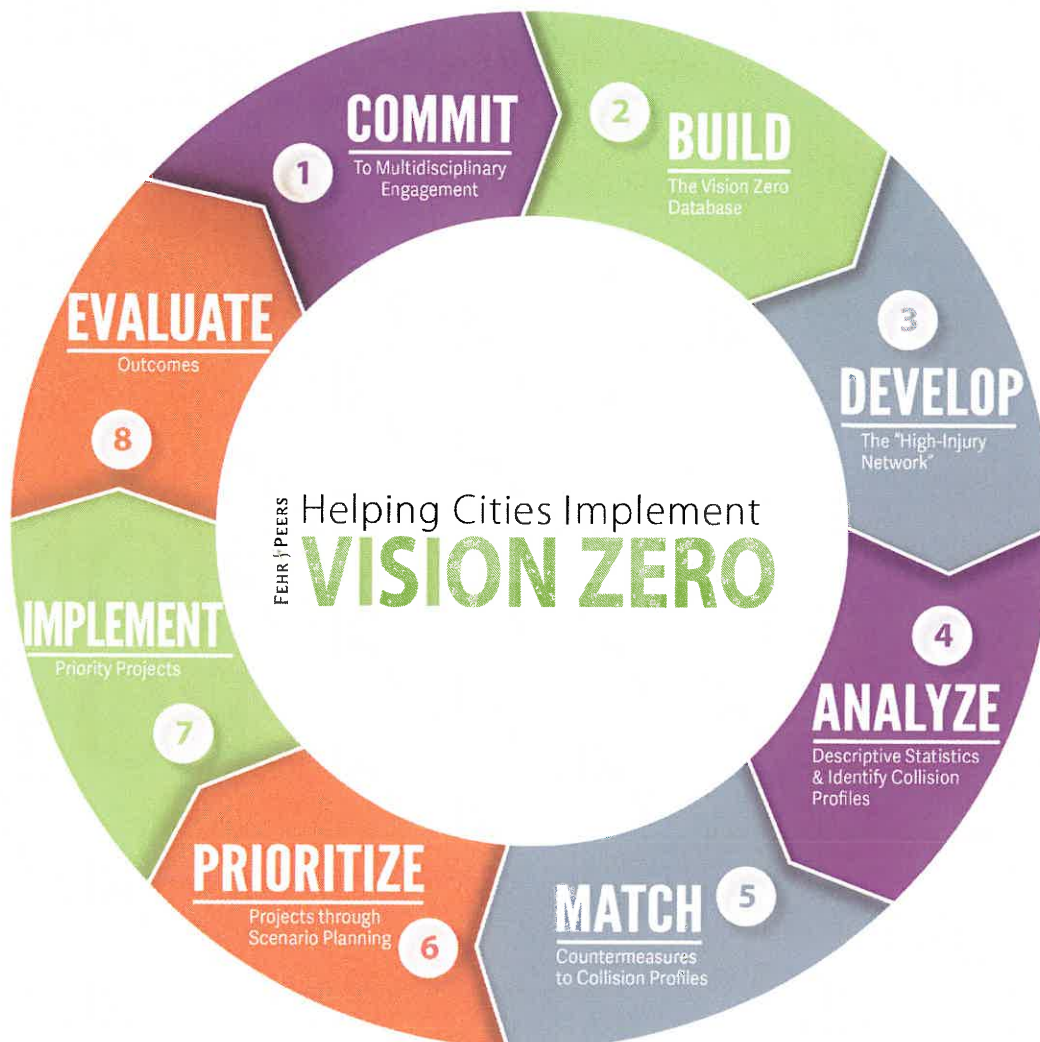 1
COMMIT
To Multidisciplinary
Engagement
2
BUILD
The Vision Zero
Database
3
DEVELOP
The "High-Injury
Network"
4
ANALYZE
Descriptive Statistics
& Identify Collision
Profiles
5
MATCH
Countermeasures
to Collision Profiles
6
PRIORITIZE
Projects through
Scenario Planning
7
IMPLEMENT
Priority Projects
8
EVALUATE
Outcomes
FEHR & PEERS
Helping Cities Implement
VISION ZERO